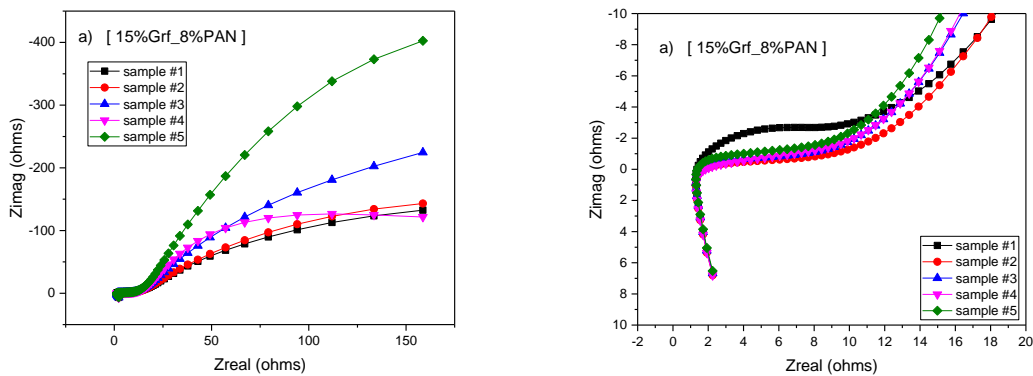 a) [ 15%Grf_8%PAN ]
sample #1
sample #2
sample #3
sample #4
sample #5
-400
-300
-200
-100
0
Zimag (ohms)
0 50 100 150
Zreal (ohms)
a) [ 15%Grf_8%PAN ]
-10
-8
-6
-4
-2
0
2
4
6
8
10
Zimag (ohms)
sample #1
sample #2
sample #3
sample #4
sample #5
-2 0 2 4 6 8 10 12 14 16 18 20
Zreal (ohms)